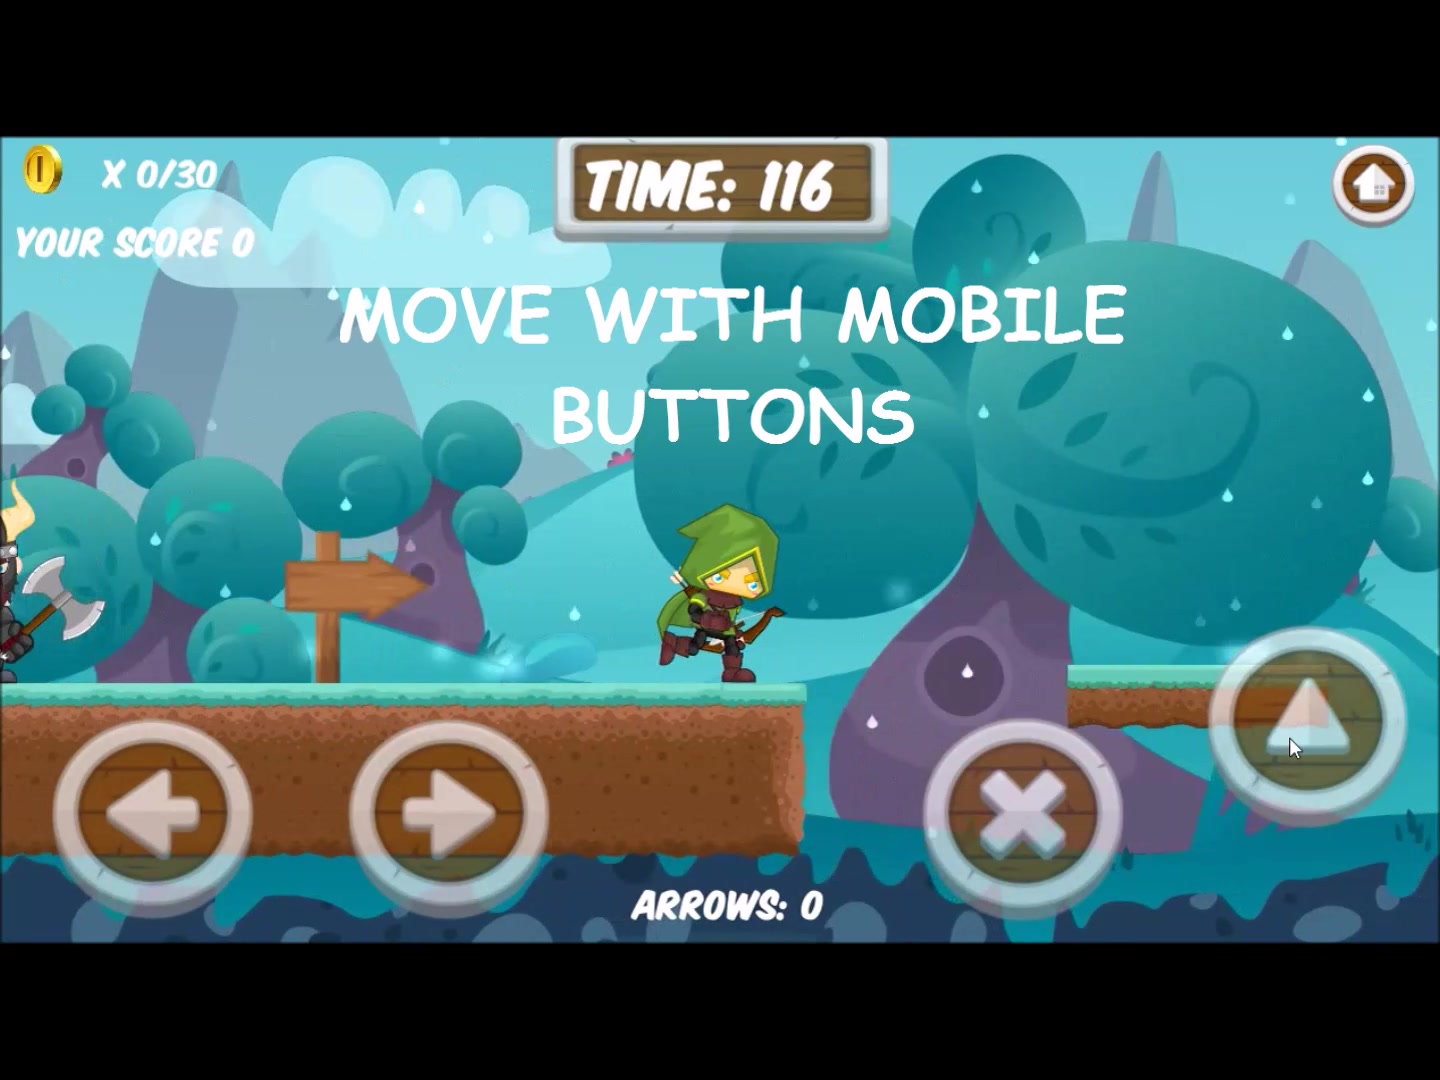 X 0/30
TIME: 116
YOUR SCORE 0
MOVE WITH MOBILE
BUTTONS
ARROWS: 0